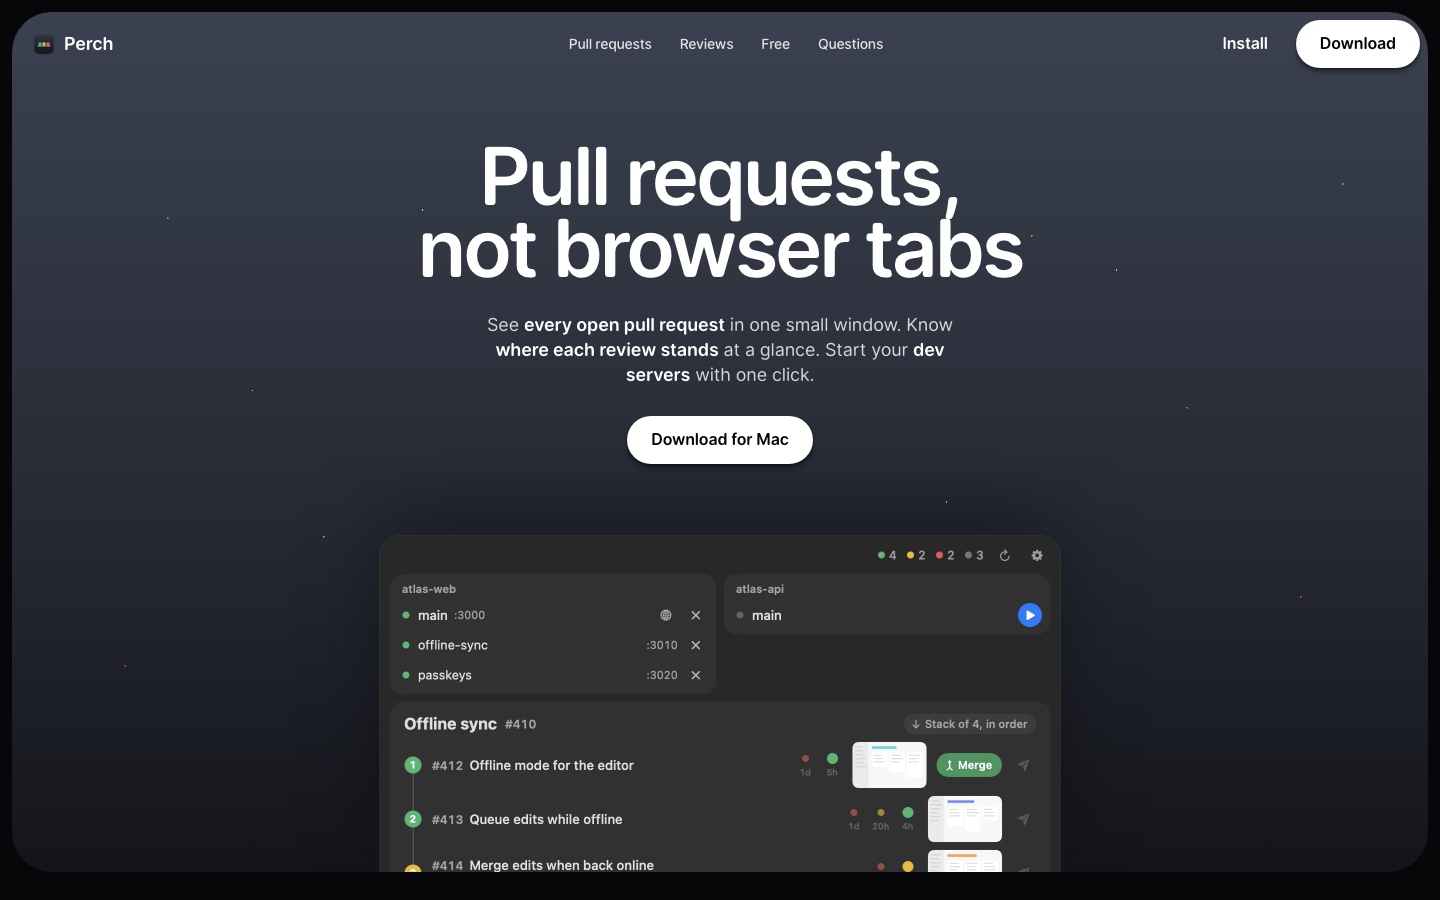 Perch
Pull requests
Reviews
Free
Questions
Install
Download
Pull requests,
not browser tabs
See every open pull request in one small window. Know
where each review stands at a glance. Start your dev
servers with one click.
Download for Mac
4 2 2 3
atlas-web
main :3000
offline-sync :3010
passkeys :3020
atlas-api
main
Offline sync #410
↓ Stack of 4, in order
1 #412 Offline mode for the editor
1d 5h
Merge
2 #413 Queue edits while offline
1d 20h 4h
#414 Merge edits when back online